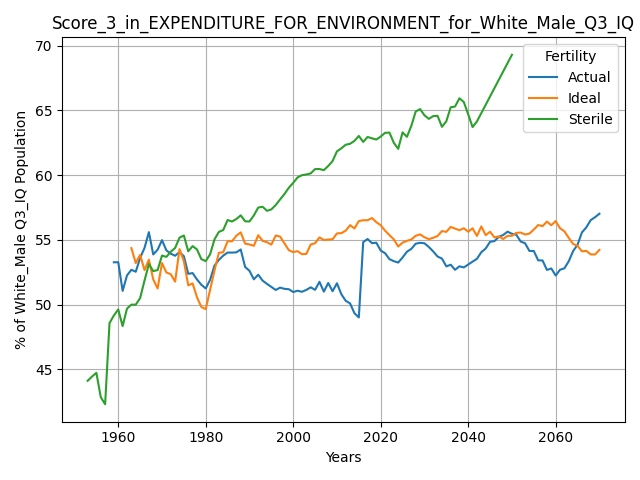 Score_3_in_EXPENDITURE_FOR_ENVIRONMENT_for_White_Male_Q3_IQ
% of White_Male Q3_IQ Population
70
65
60
55
50
45
Fertility
Actual
Ideal
Sterile
1960
1980
2000
2020
2040
2060
Years